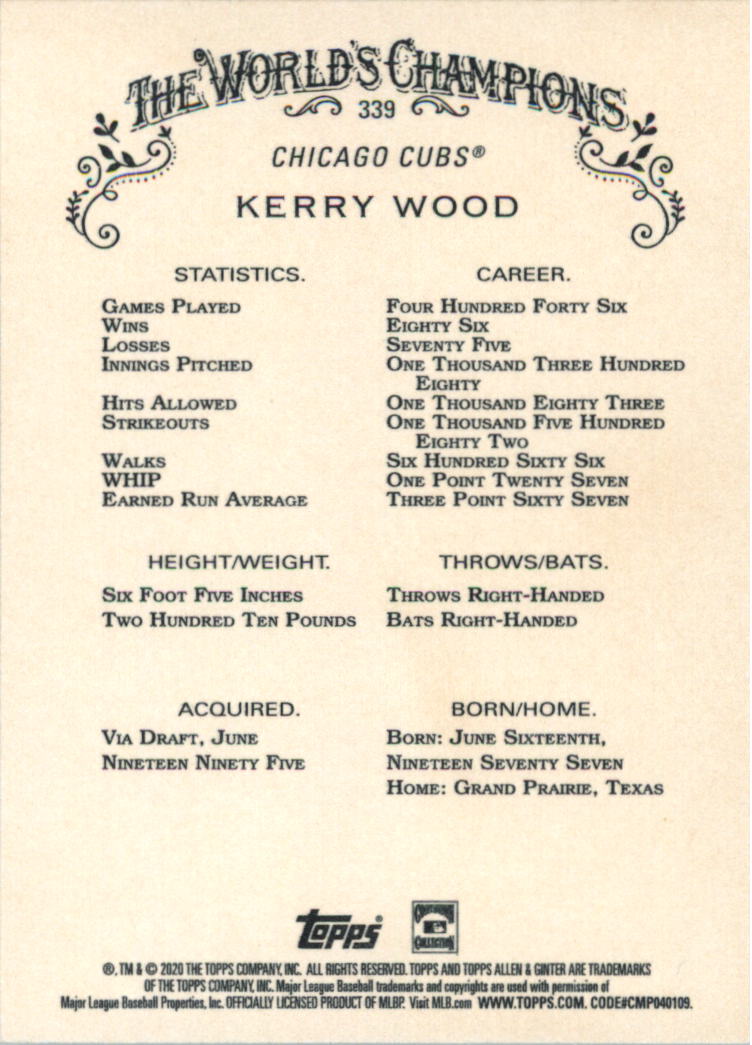 THE WORLD'S CHAMPIONS
339
CHICAGO CUBS®
KERRY WOOD
STATISTICS. CAREER.
GAMES PLAYED FOUR HUNDRED FORTY SIX
WINS EIGHTY SIX
LOSSES SEVENTY FIVE
INNINGS PITCHED ONE THOUSAND THREE HUNDRED
EIGHTY
HITS ALLOWED ONE THOUSAND EIGHTY THREE
STRIKEOUTS ONE THOUSAND FIVE HUNDRED
EIGHTY TWO
WALKS SIX HUNDRED SIXTY SIX
WHIP ONE POINT TWENTY SEVEN
EARNED RUN AVERAGE THREE POINT SIXTY SEVEN
HEIGHT/WEIGHT. THROWS/BATS.
SIX FOOT FIVE INCHES THROWS RIGHT-HANDED
TWO HUNDRED TEN POUNDS BATS RIGHT-HANDED
ACQUIRED. BORN/HOME.
VIA DRAFT, JUNE BORN: JUNE SIXTEENTH,
NINETEEN NINETY FIVE NINETEEN SEVENTY SEVEN
HOME: GRAND PRAIRIE, TEXAS
Topps®
COOPERSTOWN
COLLECTION
®, TM & © 2020 THE TOPPS COMPANY, INC. ALL RIGHTS RESERVED. TOPPS AND TOPPS ALLEN & GINTER ARE TRADEMARKS
OF THE TOPPS COMPANY, INC. Major League Baseball trademarks and copyrights are used with permission of
Major League Baseball Properties, Inc. OFFICIALLY LICENSED PRODUCT OF MLBP. Visit MLB.com WWW.TOPPS.COM. CODE#CMP040109.